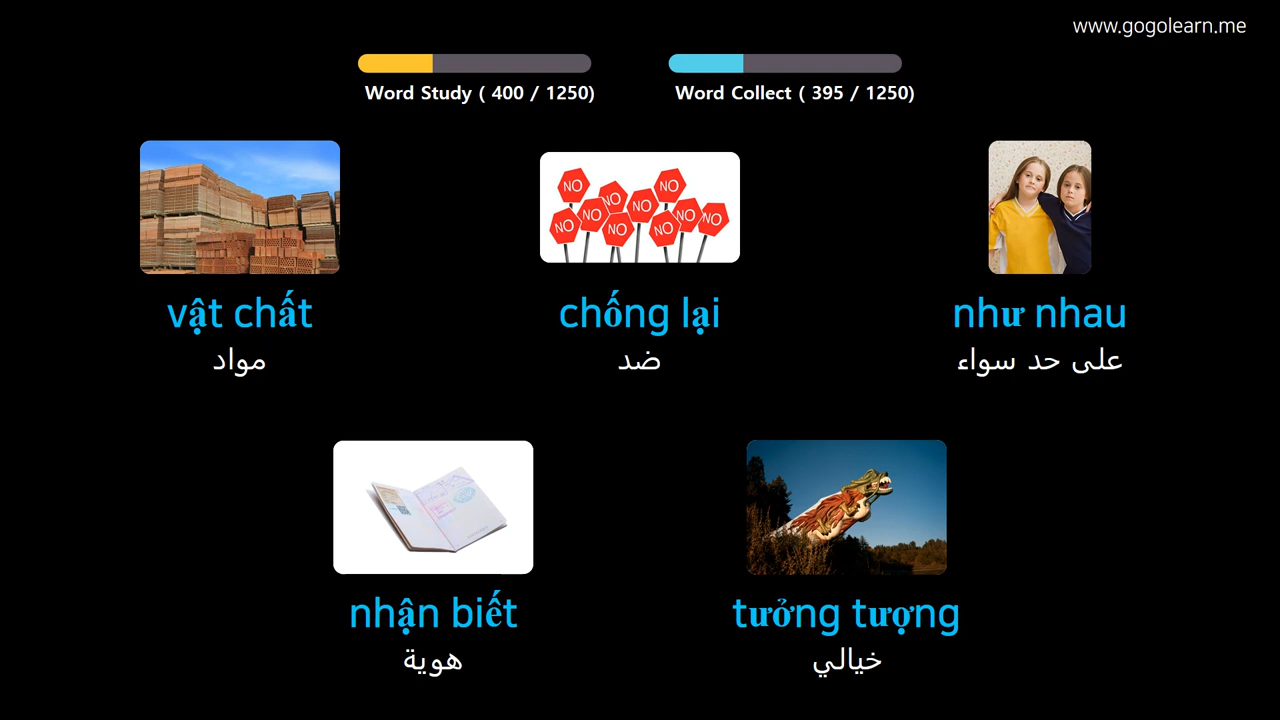 www.gogolearn.me
Word Study ( 400 / 1250)
Word Collect ( 395 / 1250)
NO NO NO NO NO NO NO NO NO NO
vật chất
مواد
chống lại
ضد
như nhau
على حد سواء
nhận biết
هوية
tưởng tượng
خيالي